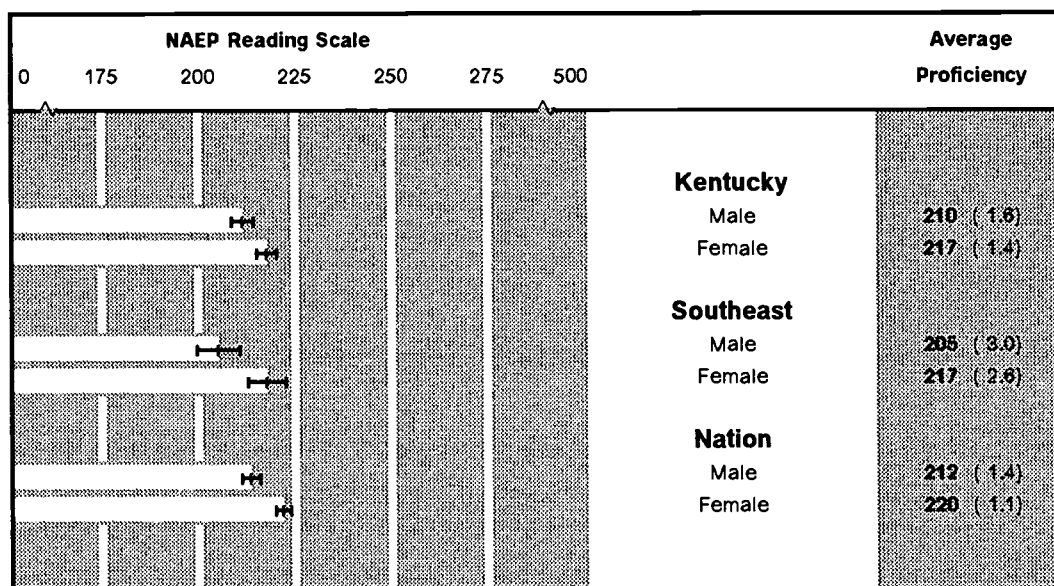 NAEP Reading Scale
Average
0 175 200 225 250 275 500
Proficiency
Kentucky
Male 210 ( 1.6)
Female 217 ( 1.4)
Southeast
Male 205 ( 3.0)
Female 217 ( 2.6)
Nation
Male 212 ( 1.4)
Female 220 ( 1.1)